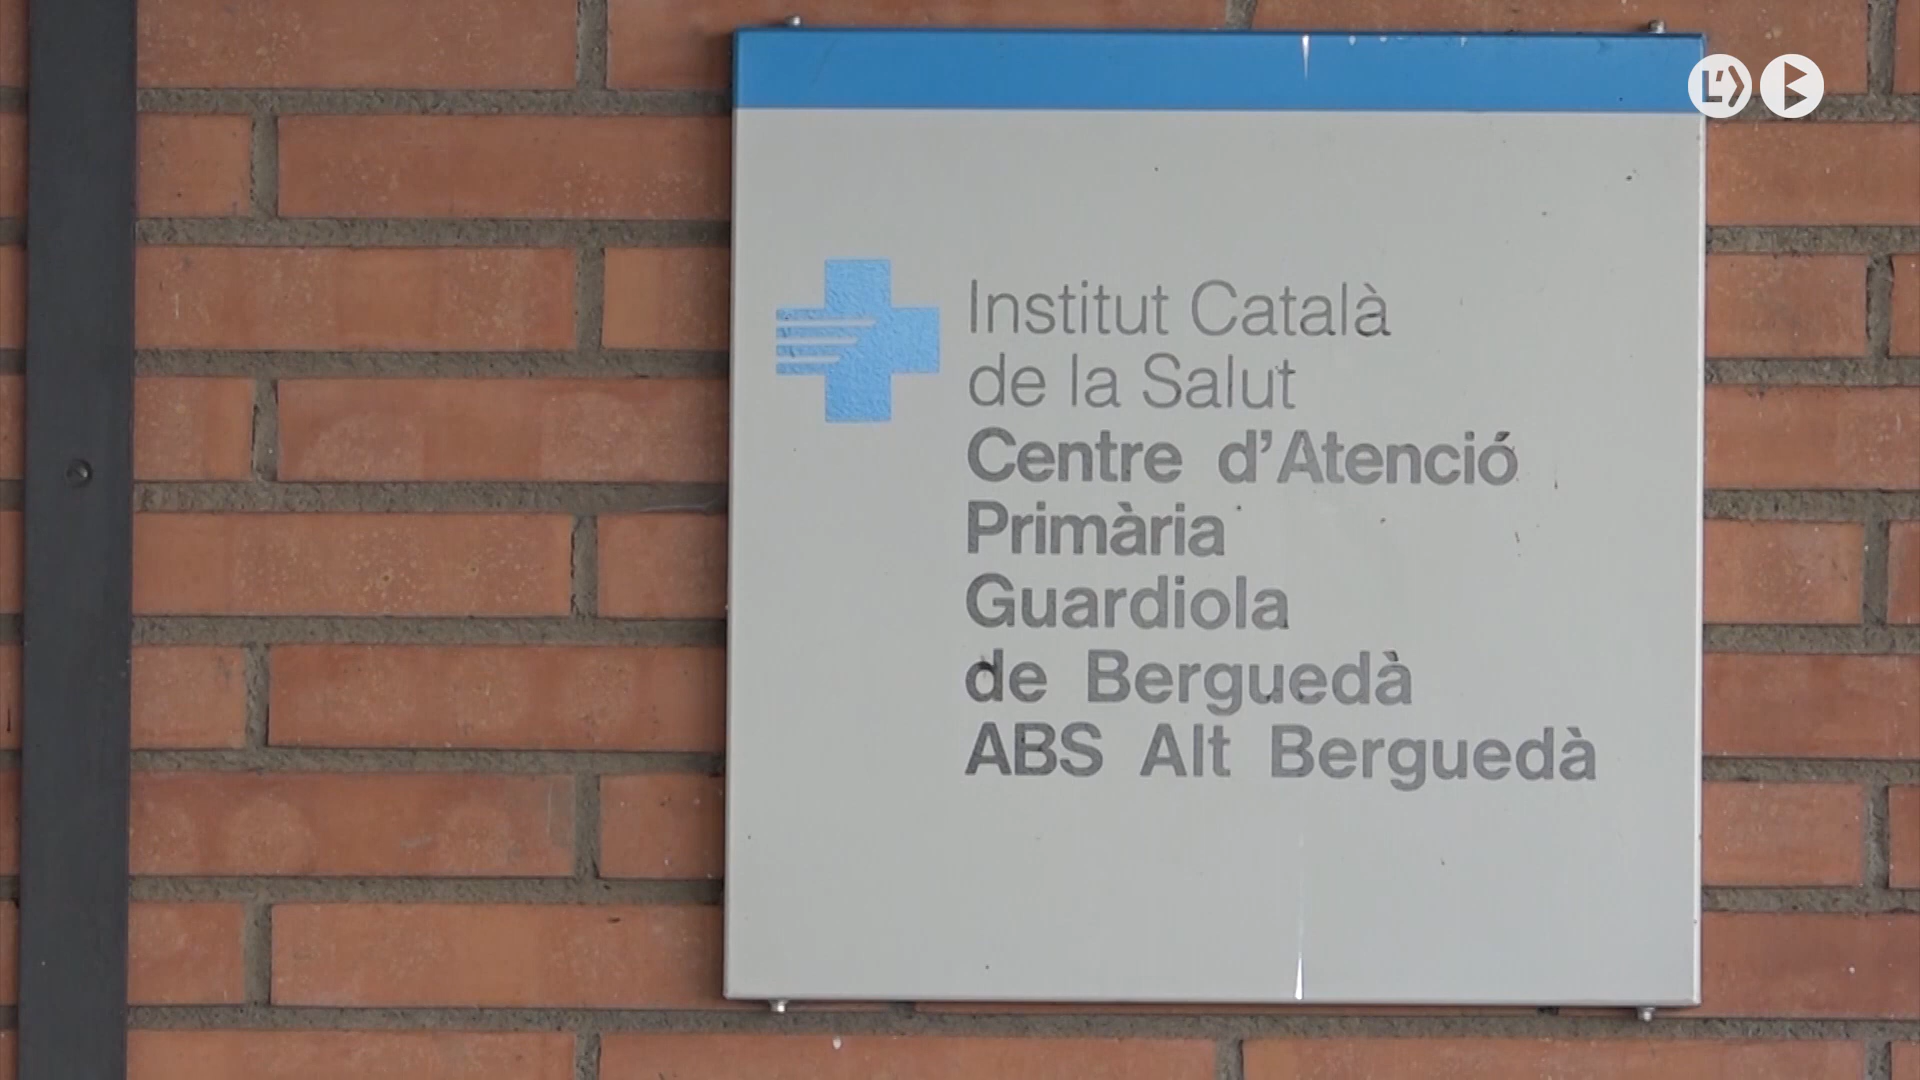 Institut Català
de la Salut
Centre d'Atenció
Primària
Guardiola
de Berguedà
ABS Alt Berguedà